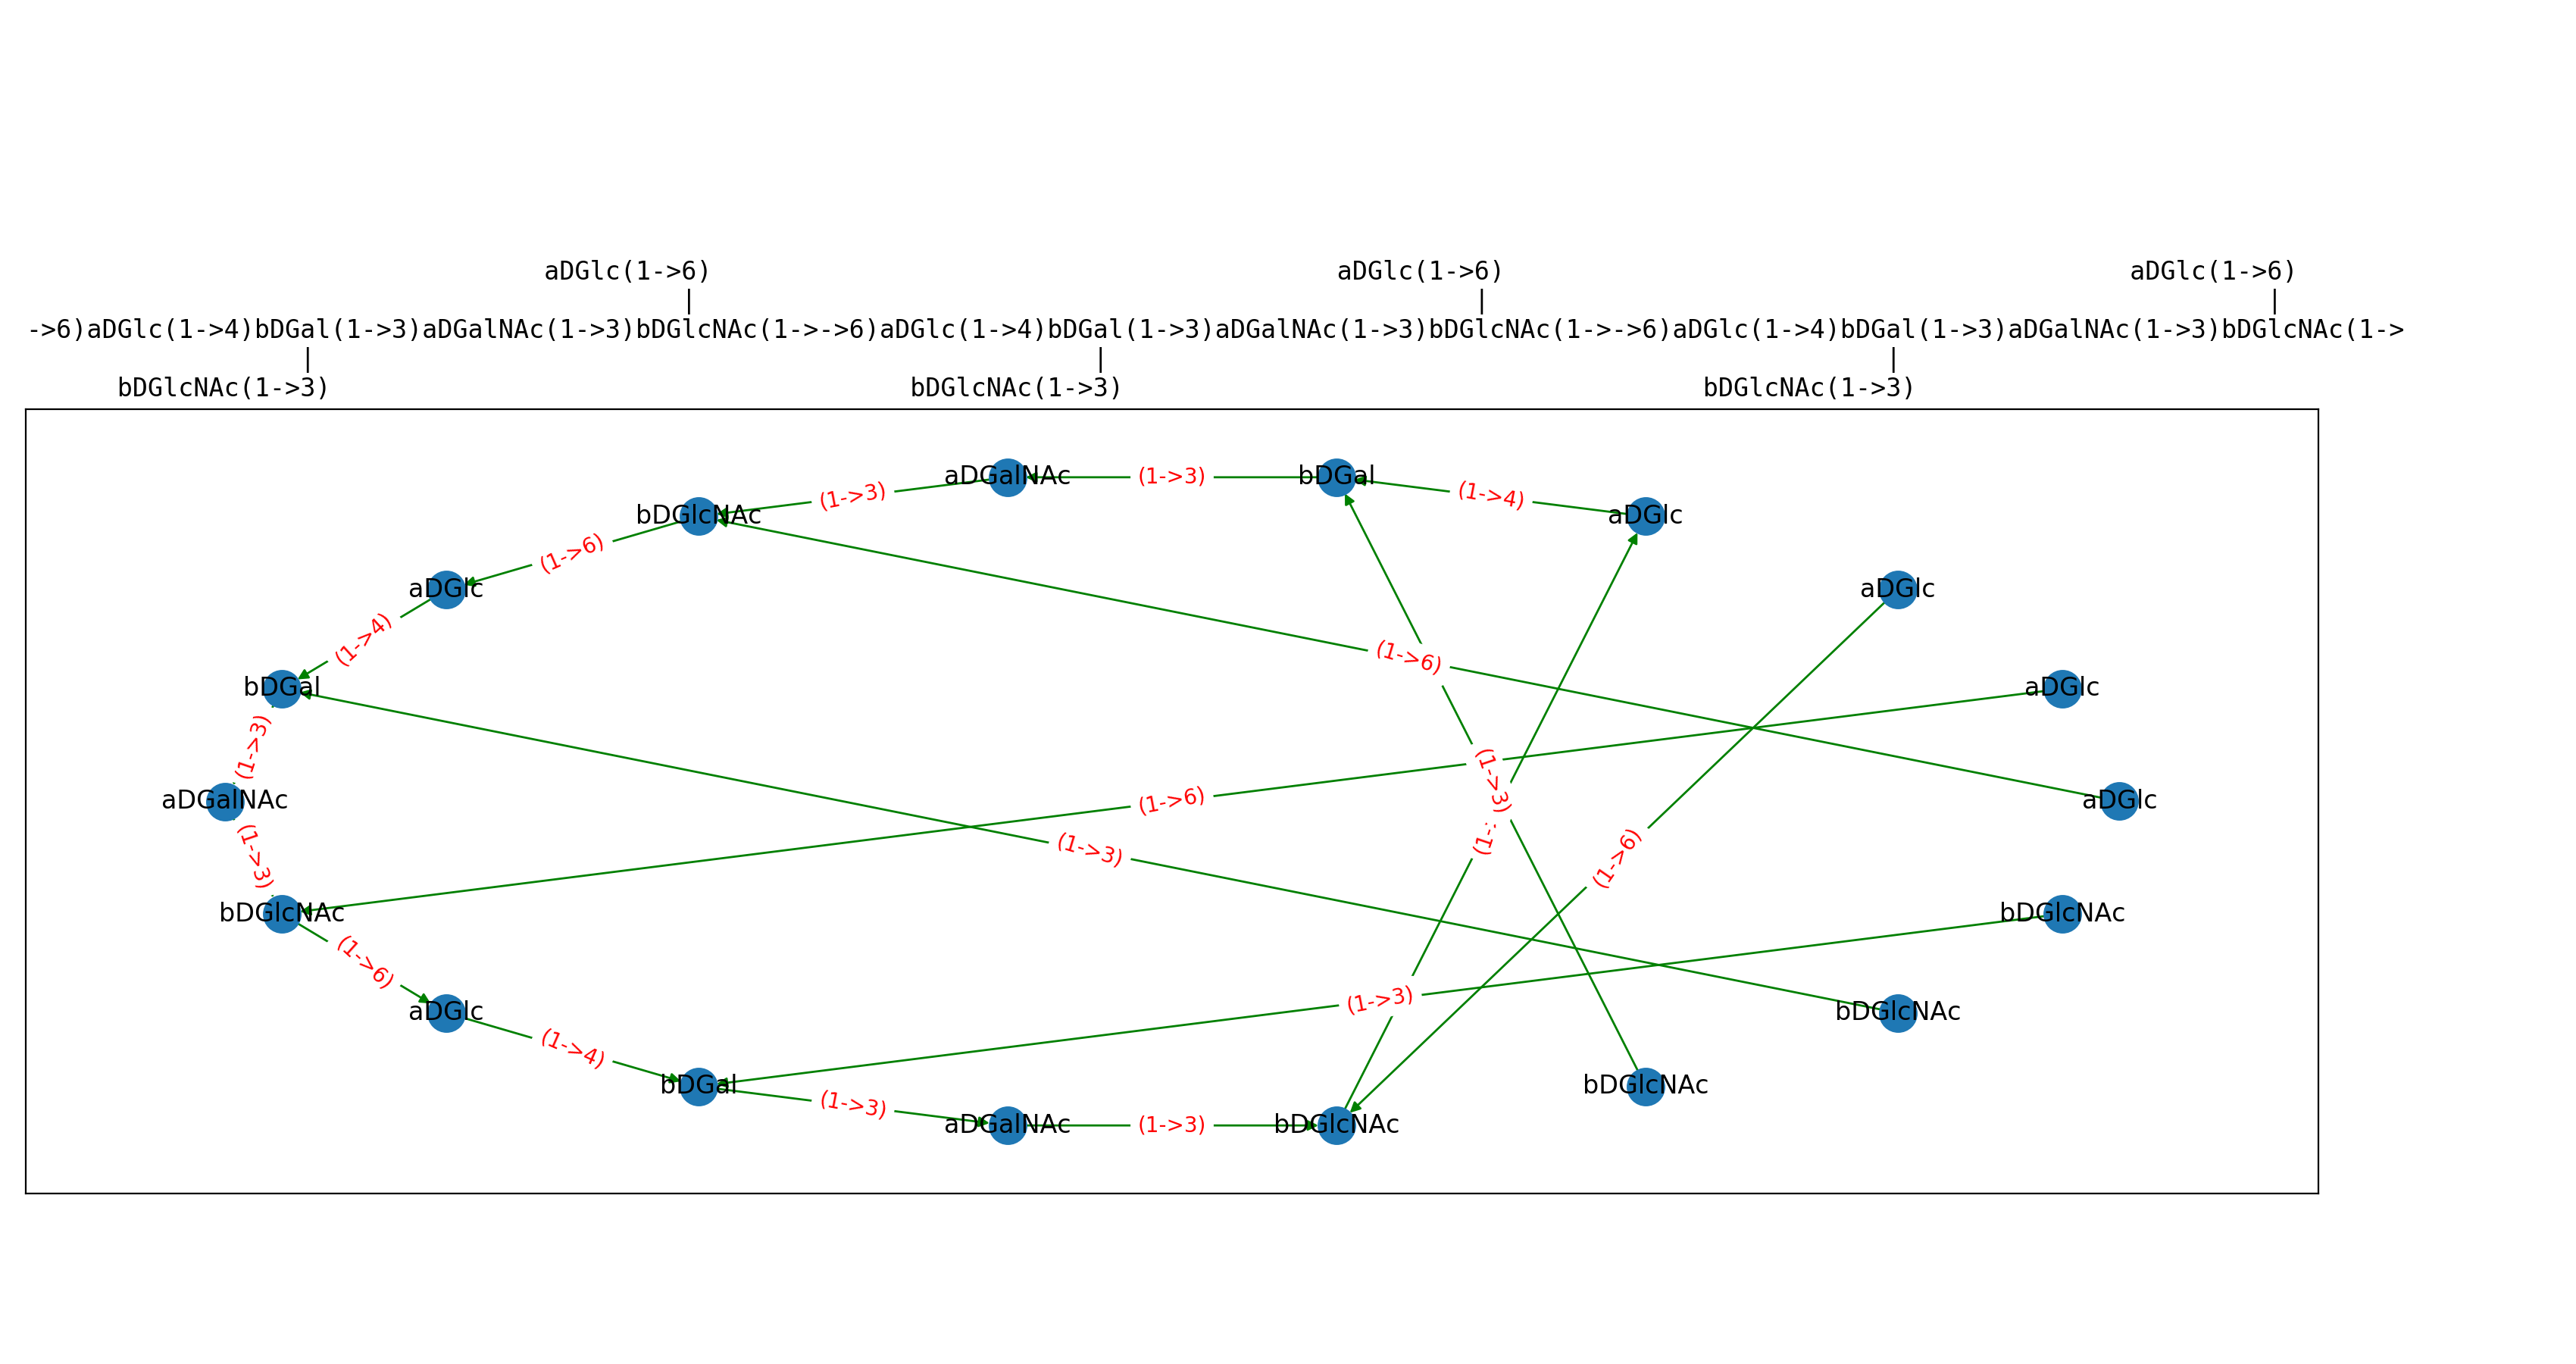 aDGlc(1->6) aDGlc(1->6) aDGlc(1->6)
| | |
->6)aDGlc(1->4)bDGal(1->3)aDGalNAc(1->3)bDGlcNAc(1->->6)aDGlc(1->4)bDGal(1->3)aDGalNAc(1->3)bDGlcNAc(1->->6)aDGlc(1->4)bDGal(1->3)aDGalNAc(1->3)bDGlcNAc(1->
| | |
bDGlcNAc(1->3) bDGlcNAc(1->3) bDGlcNAc(1->3)
aDGalNAc (1->3) bDGal
(1->3) (1->4)
bDGlcNAc aDGlc
(1->6)
aDGlc aDGlc
(1->4)
(1->6)
bDGal aDGlc
(1->3)
(1->3)
aDGalNAc (1->6) aDGlc
(1->3) (1->3) (1-> (1->6)
bDGlcNAc bDGlcNAc
(1->6)
(1->3)
aDGlc bDGlcNAc
(1->4)
bDGal bDGlcNAc
(1->3)
aDGalNAc (1->3) bDGlcNAc